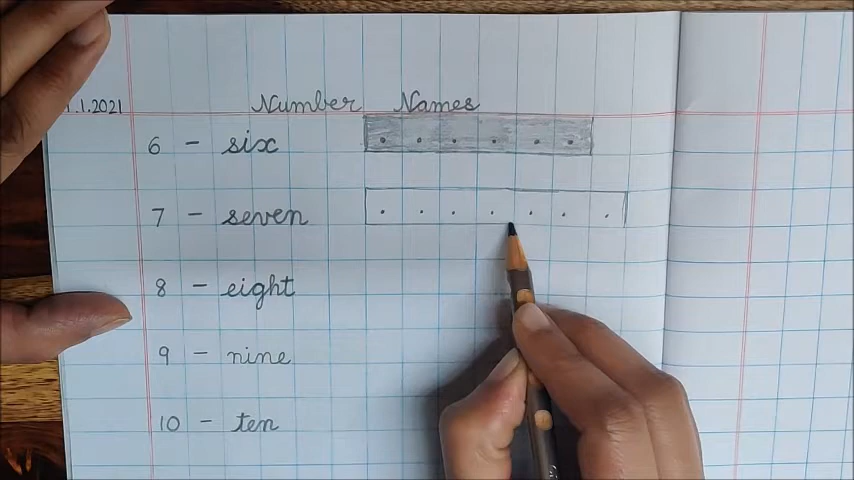 1.1.2021
Number Names
6 - six
7 - seven
8 - eight
9 - nine
10 - ten